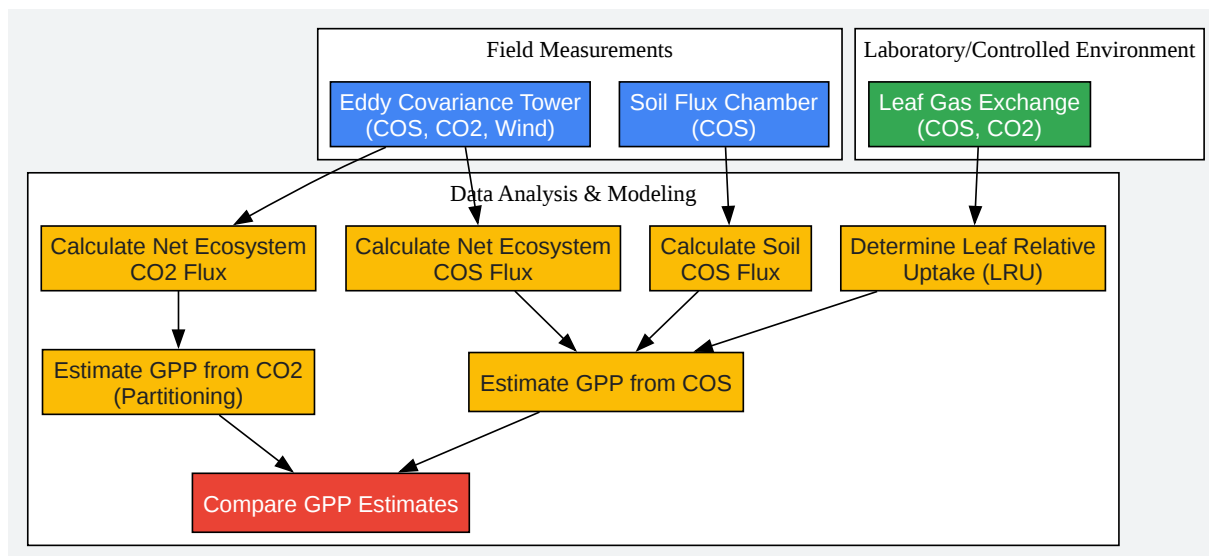 Field Measurements
Laboratory/Controlled Environment
Eddy Covariance Tower
(COS, CO2, Wind)
Soil Flux Chamber
(COS)
Leaf Gas Exchange
(COS, CO2)
Data Analysis & Modeling
Calculate Net Ecosystem
CO2 Flux
Calculate Net Ecosystem
COS Flux
Calculate Soil
COS Flux
Determine Leaf Relative
Uptake (LRU)
Estimate GPP from CO2
(Partitioning)
Estimate GPP from COS
Compare GPP Estimates